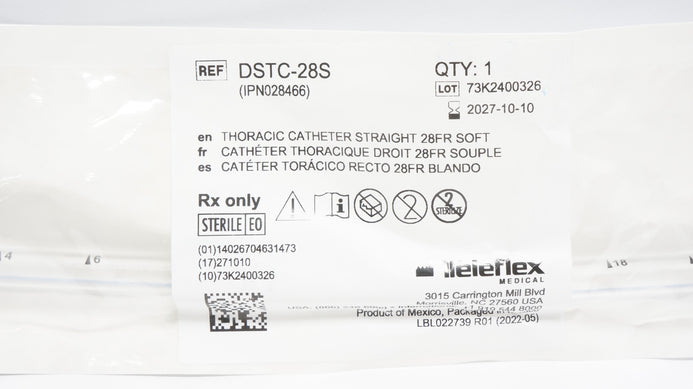 REF DSTC-28S
(IPN028466)
QTY: 1
LOT 73K2400326
2027-10-10
en THORACIC CATHETER STRAIGHT 28FR SOFT
fr CATHÉTER THORACIQUE DROIT 28FR SOUPLE
es CATÉTER TORÁCICO RECTO 28FR BLANDO
Rx only
STERILE EO
2
2 STERILIZE
(01)14026704631473
(17)271010
(10)73K2400326
4
6
18
Teleflex
MEDICAL
3015 Carrington Mill Blvd
Morrisville, NC 27560 USA
Product of Mexico, Packaged
LBL022739 R01 (2022-05)